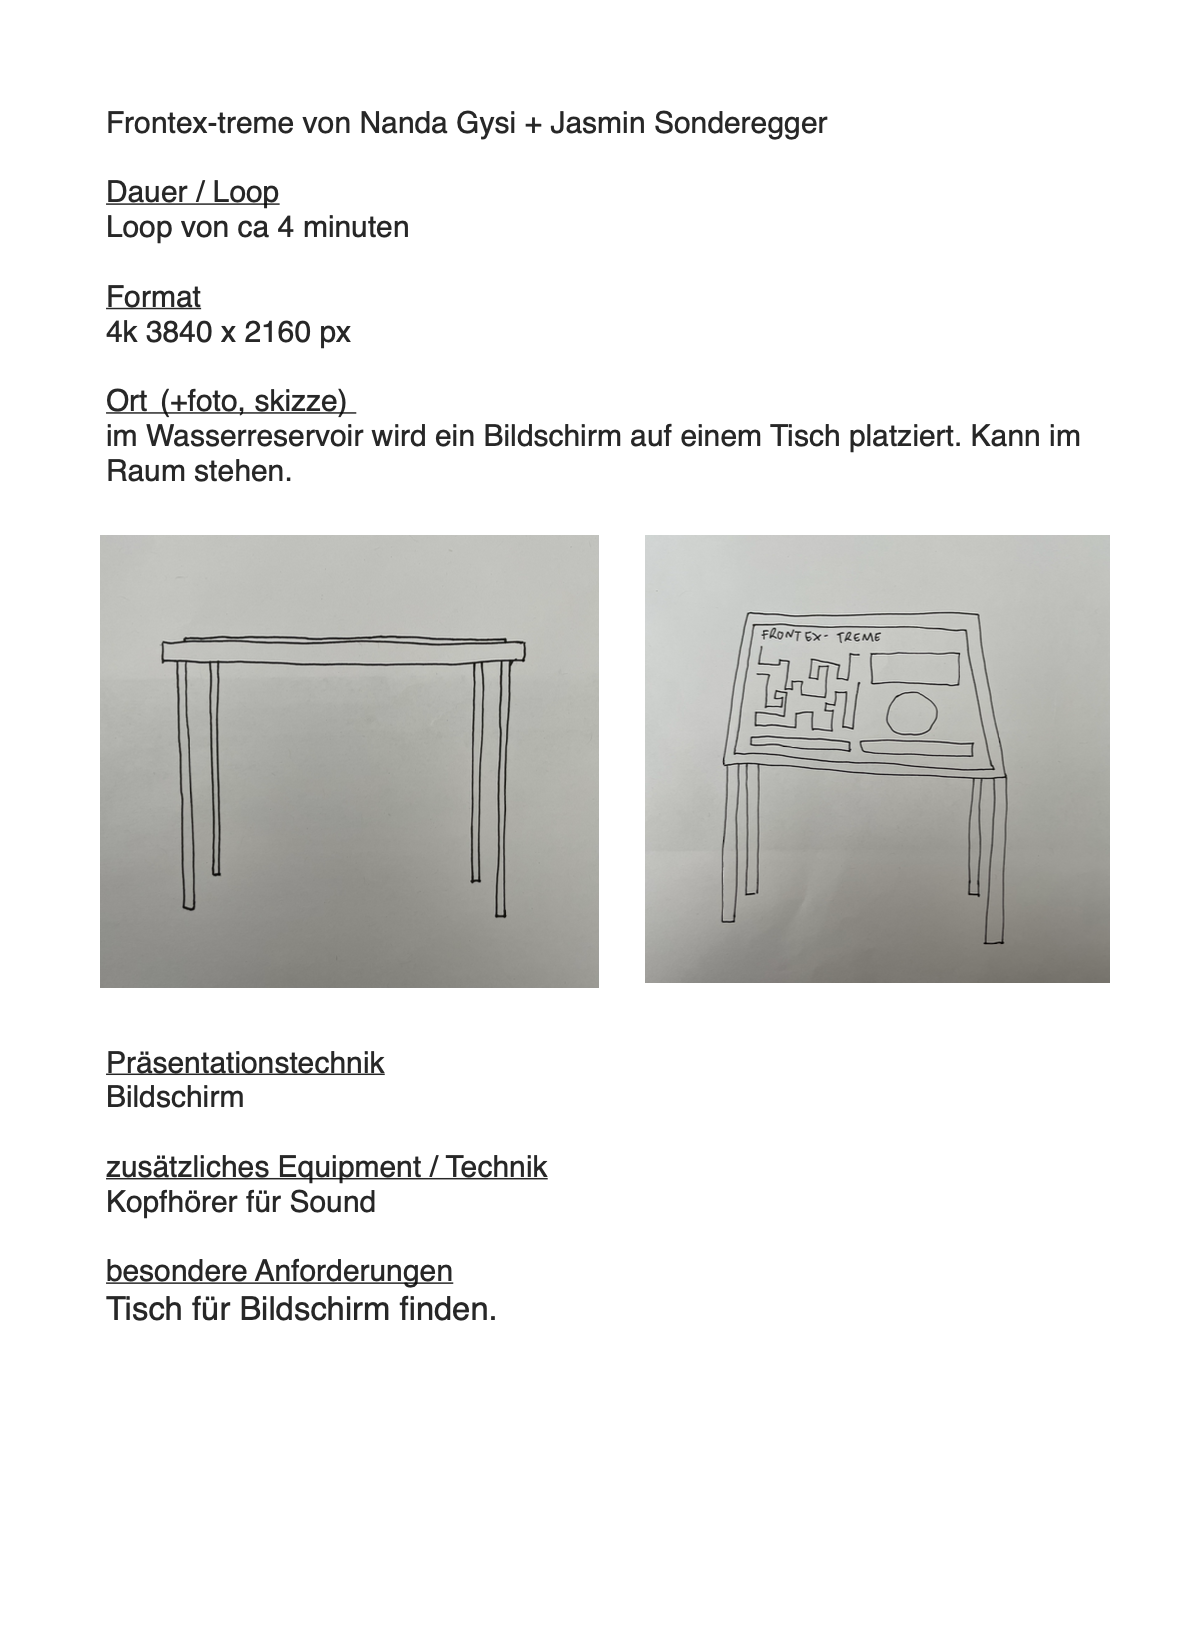 Frontex-treme von Nanda Gysi + Jasmin Sonderegger
Dauer / Loop
Loop von ca 4 minuten
Format
4k 3840 x 2160 px
Ort (+foto, skizze)
im Wasserreservoir wird ein Bildschirm auf einem Tisch platziert. Kann im
Raum stehen.
FRONTEX- TREME
Präsentationstechnik
Bildschirm
zusätzliches Equipment / Technik
Kopfhörer für Sound
besondere Anforderungen
Tisch für Bildschirm finden.